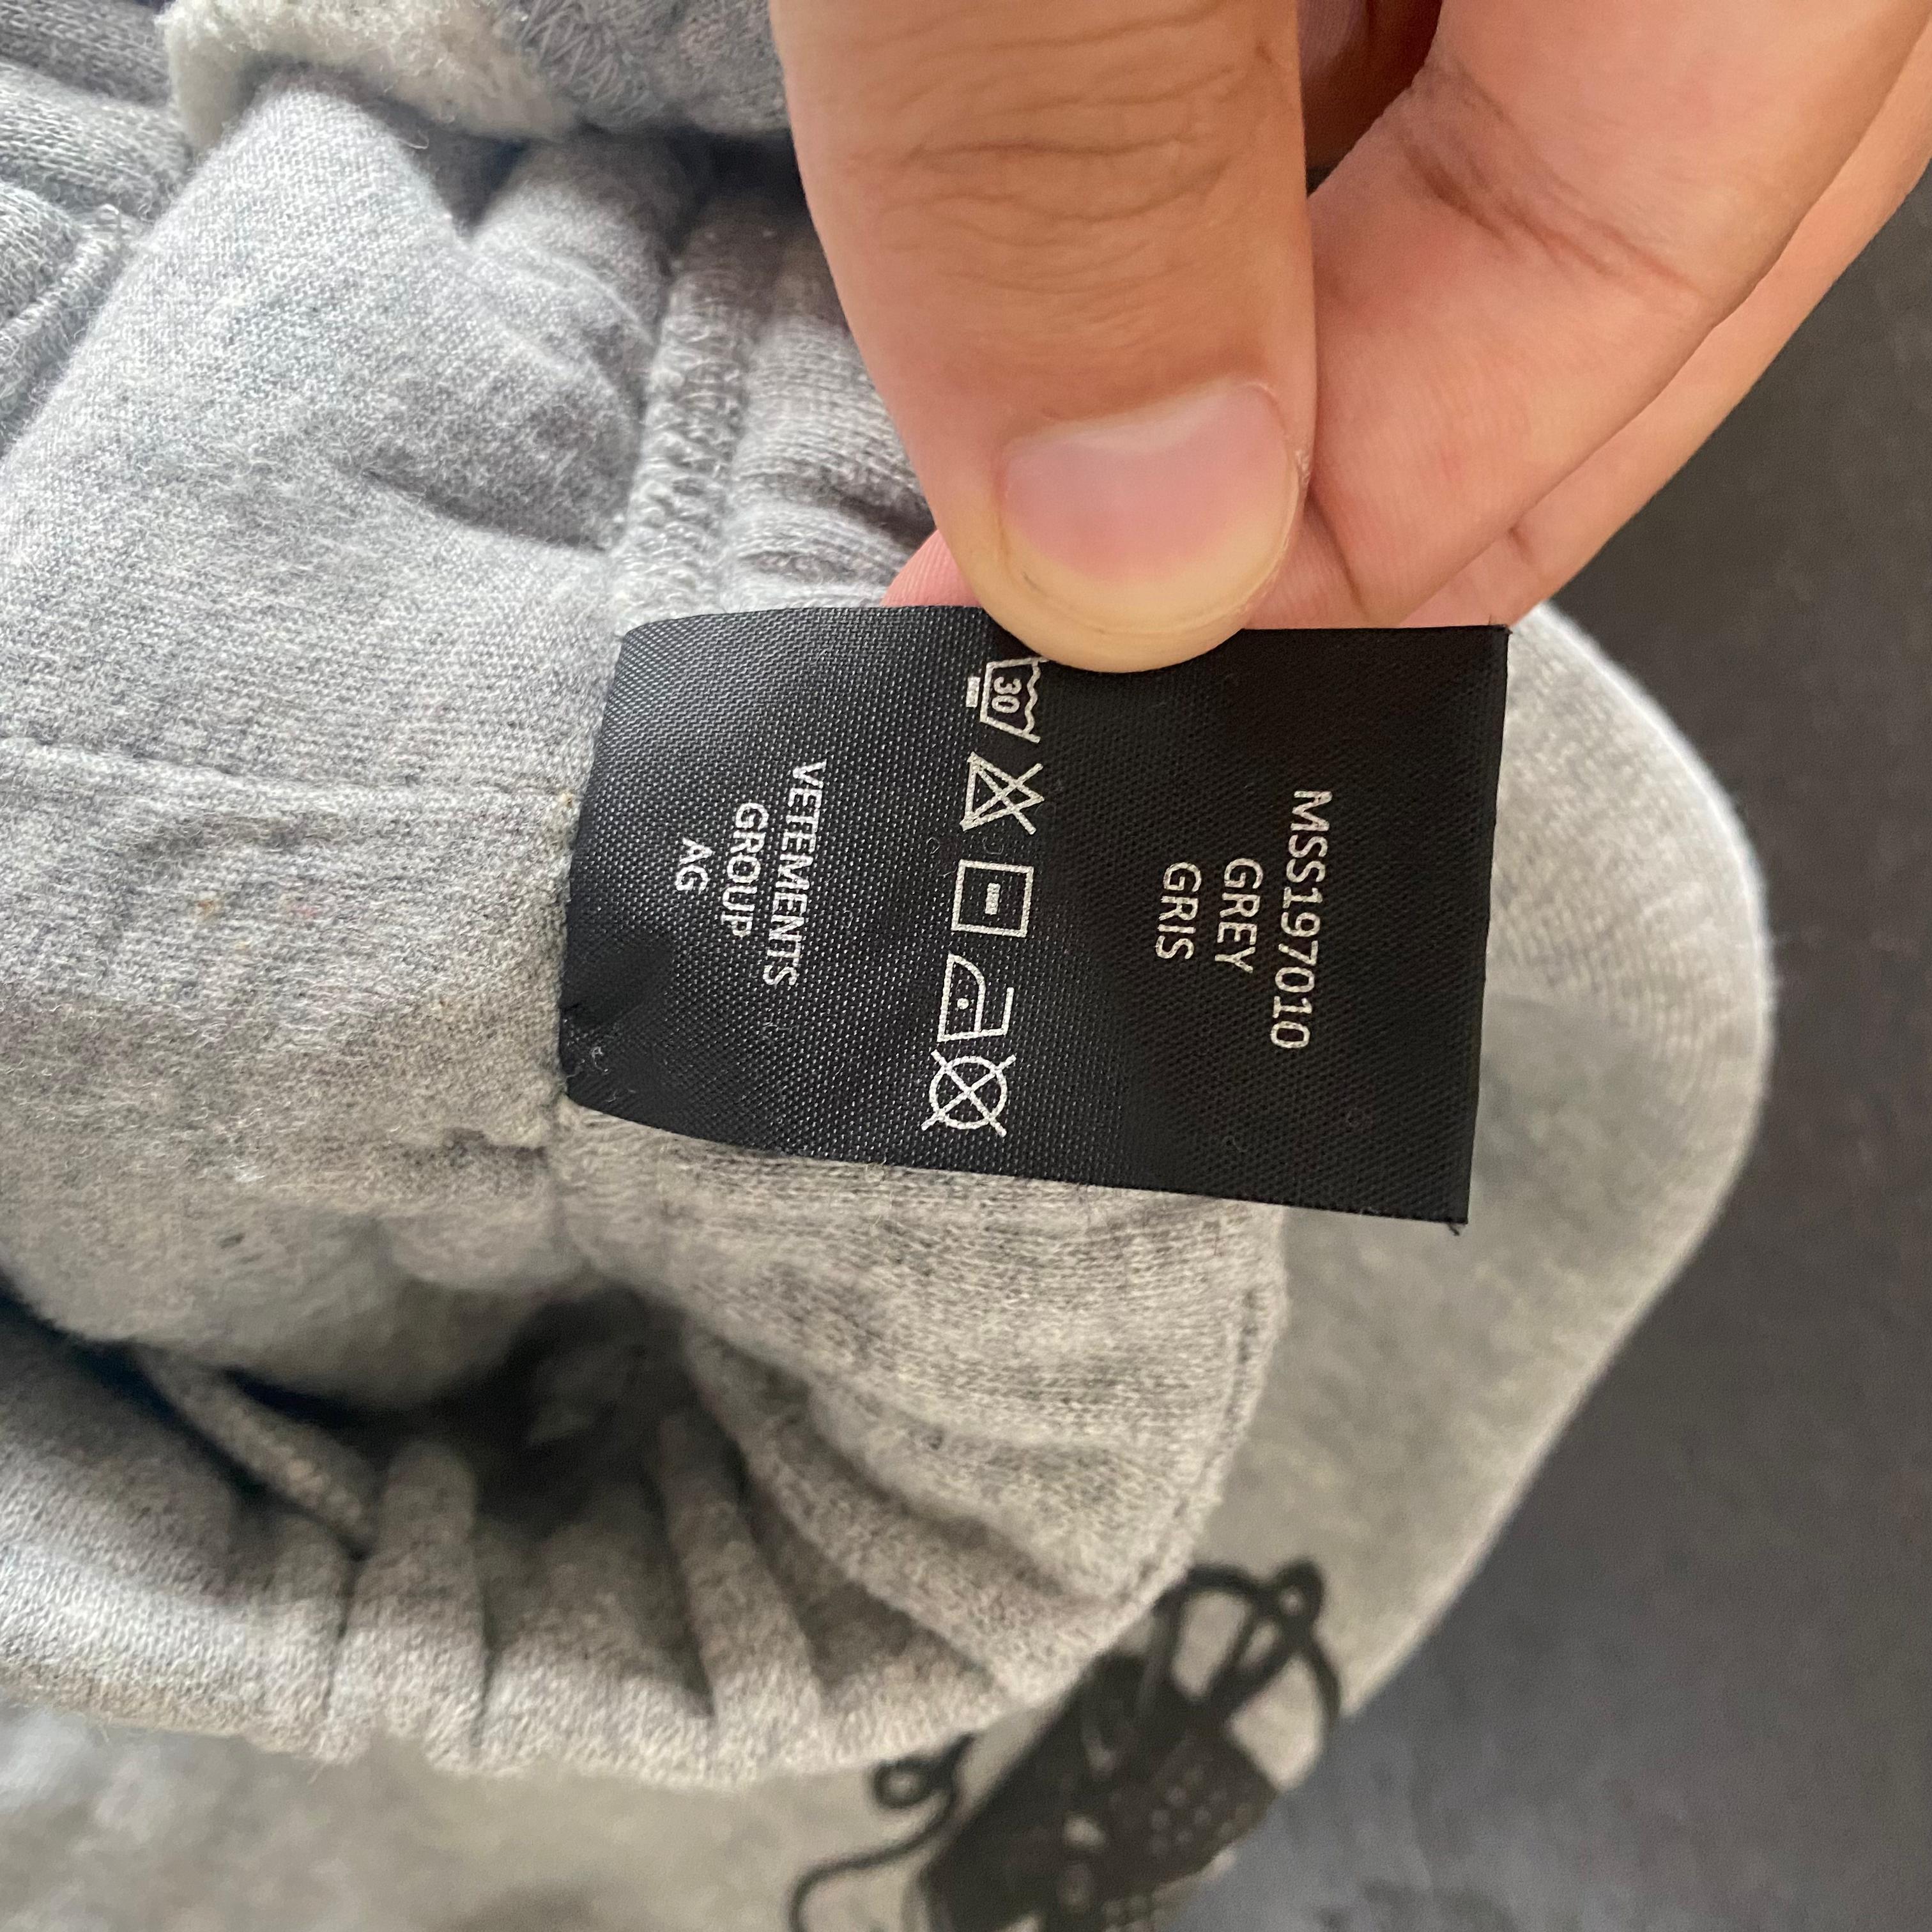 MSS197010
GREY
GRIS
30
VETEMENTS
GROUP
AG